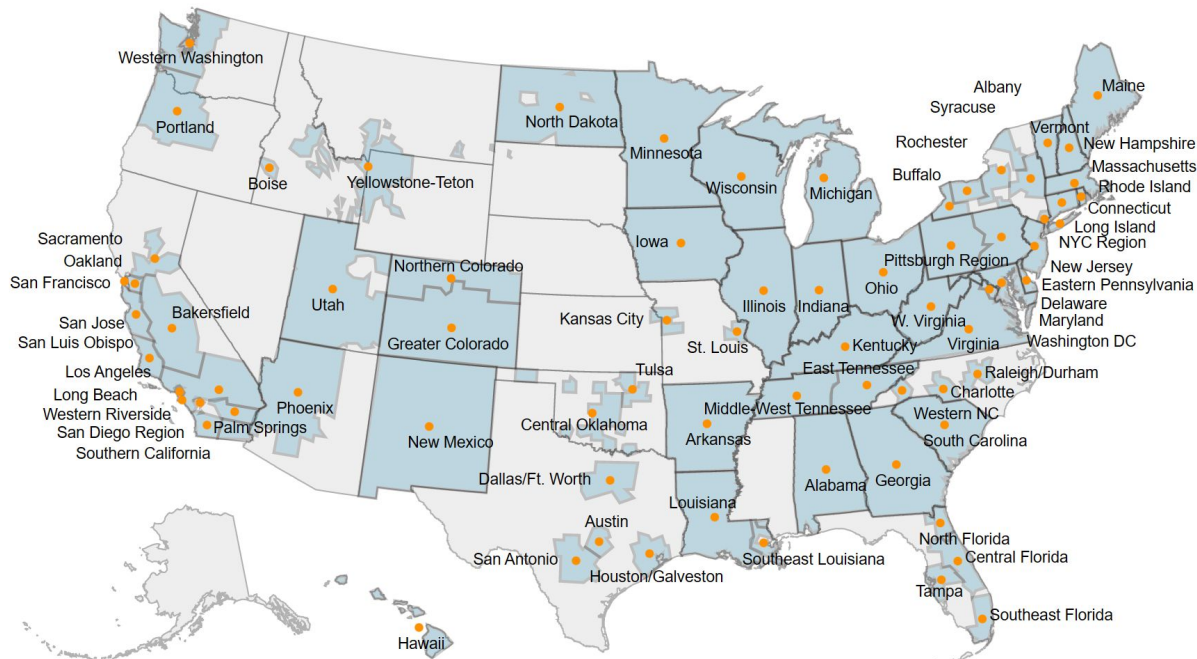 Western Washington
Portland
Boise
Yellowstone-Teton
North Dakota
Minnesota
Wisconsin
Michigan
Iowa
Illinois
Indiana
Ohio
Albany
Syracuse
Rochester
Buffalo
Maine
Vermont
New Hampshire
Massachusetts
Rhode Island
Connecticut
Long Island
NYC Region
Pittsburgh Region
New Jersey
Eastern Pennsylvania
Delaware
Maryland
Washington DC
W. Virginia
Virginia
Kentucky
East Tennessee
Middle-West Tennessee
Raleigh/Durham
Charlotte
Western NC
South Carolina
Sacramento
Oakland
San Francisco
San Jose
San Luis Obispo
Bakersfield
Los Angeles
Long Beach
Western Riverside
San Diego Region
Southern California
Palm Springs
Utah
Northern Colorado
Greater Colorado
Phoenix
New Mexico
Kansas City
St. Louis
Tulsa
Central Oklahoma
Arkansas
Dallas/Ft. Worth
Austin
San Antonio
Houston/Galveston
Louisiana
Southeast Louisiana
Alabama
Georgia
North Florida
Central Florida
Tampa
Southeast Florida
Hawaii